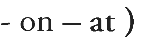 - on – at )